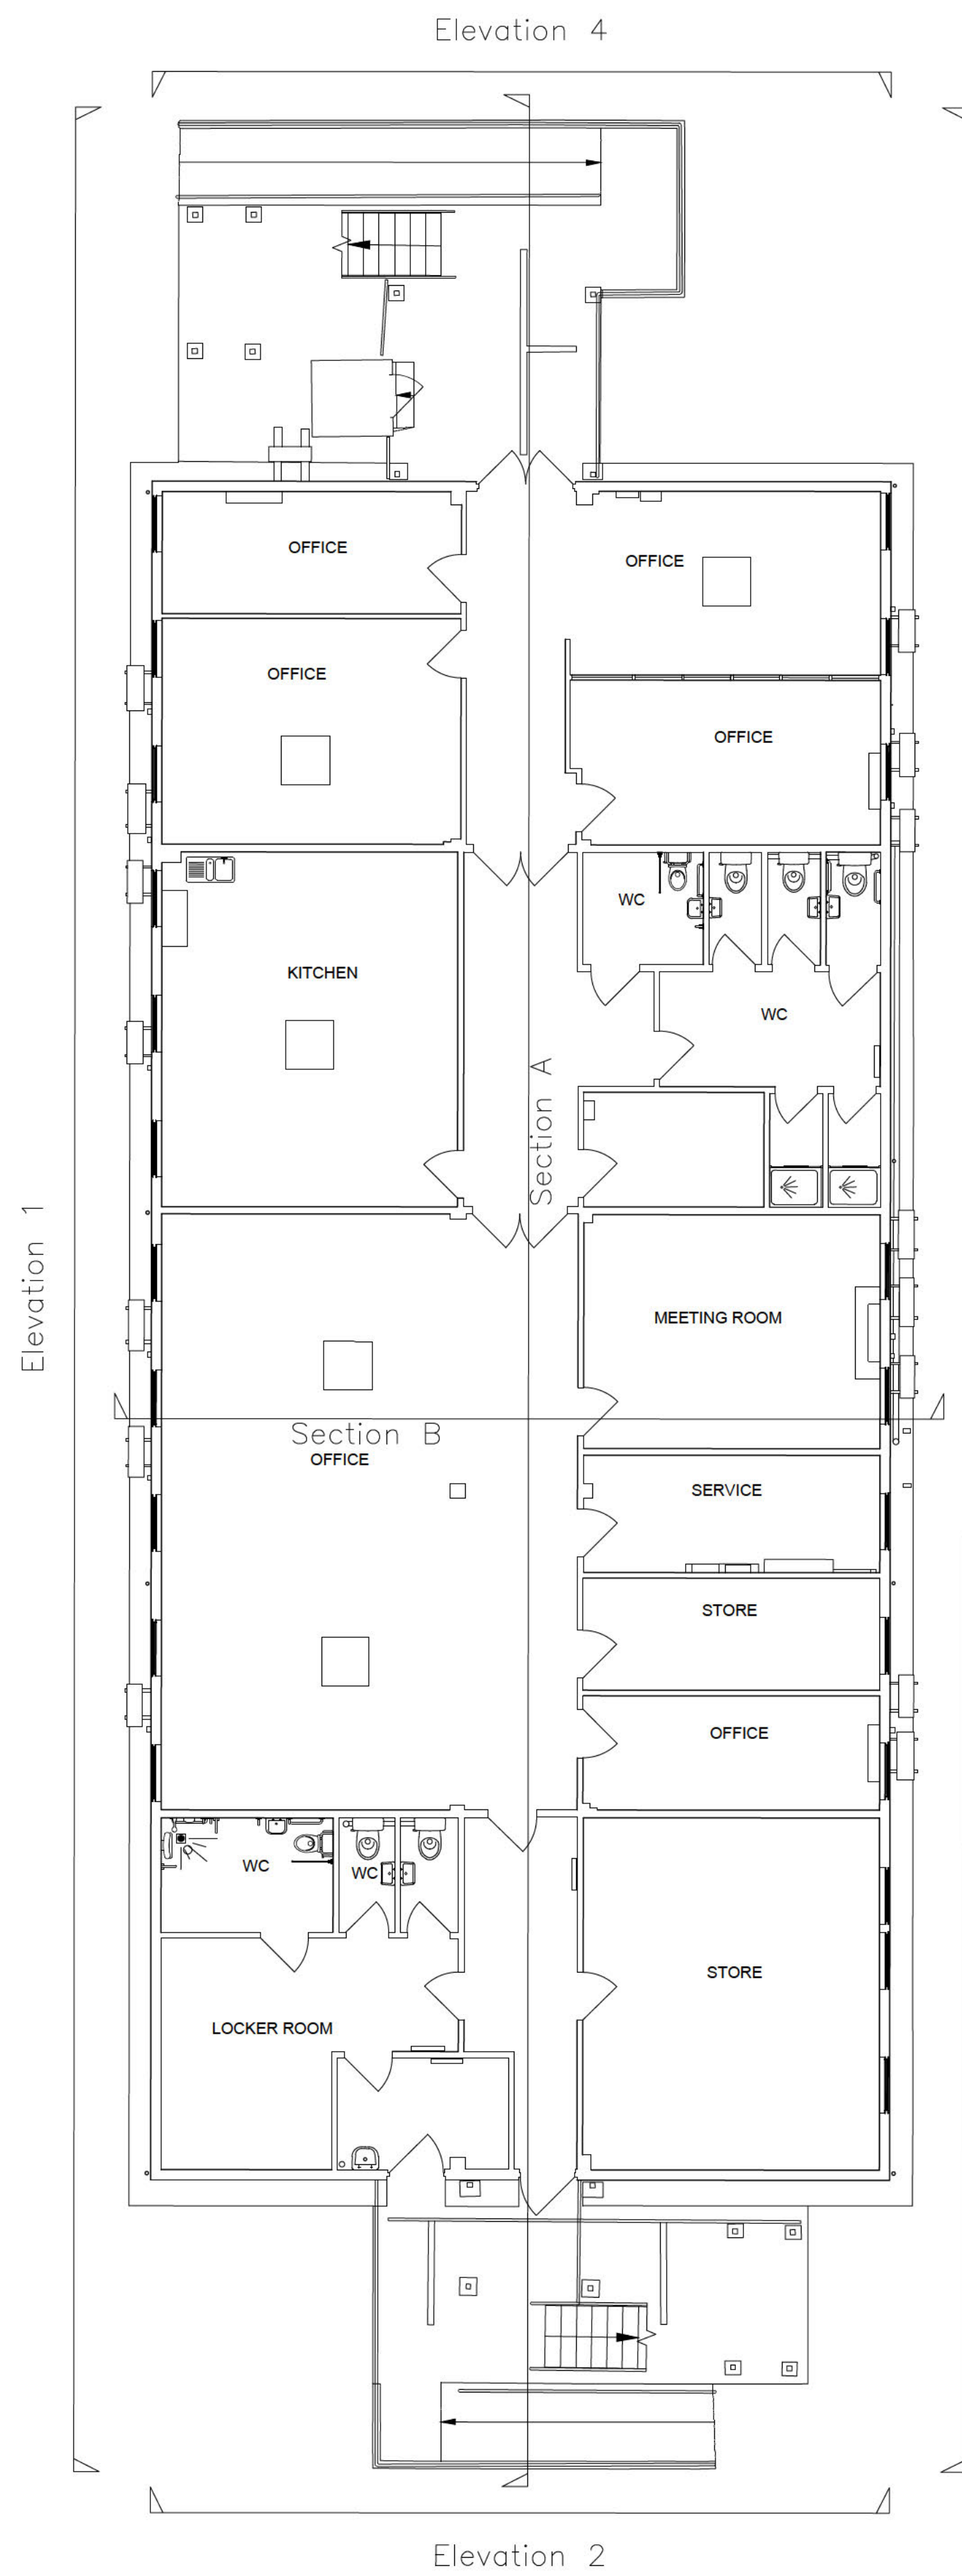 Elevation 4
OFFICE
OFFICE
OFFICE
OFFICE
WC
KITCHEN
WC
Section A
Elevation 1
MEETING ROOM
Section B
OFFICE
SERVICE
STORE
OFFICE
WC
WC
STORE
LOCKER ROOM
Elevation 2